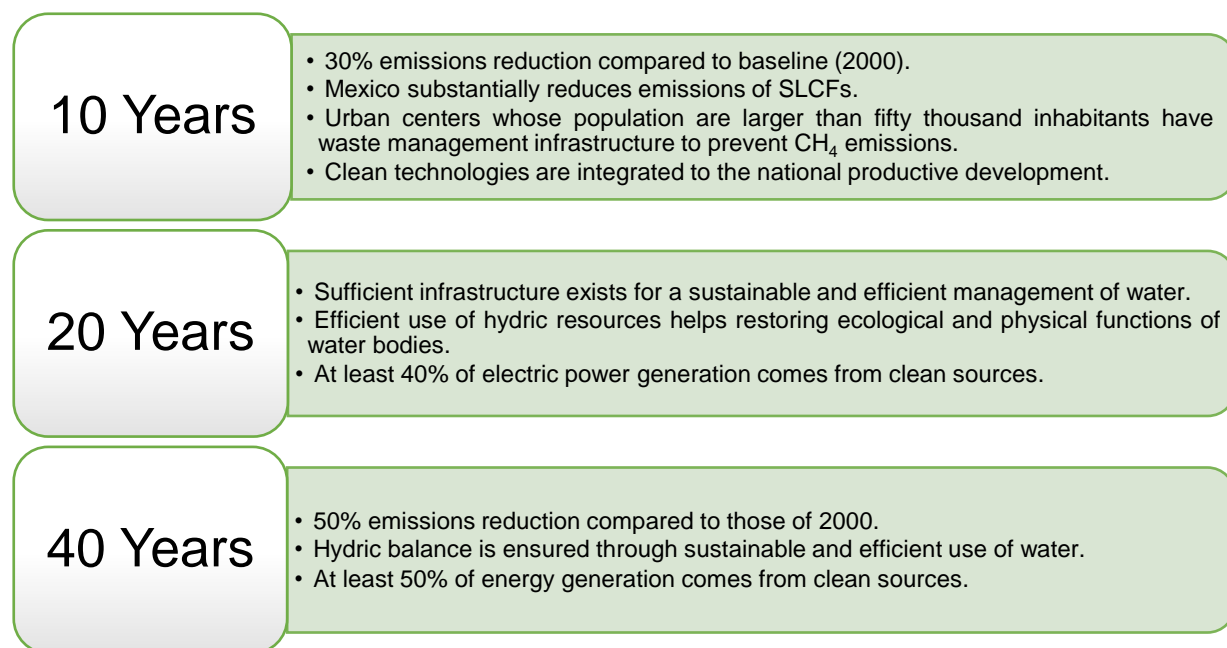 10 Years
• 30% emissions reduction compared to baseline (2000).
• Mexico substantially reduces emissions of SLCFs.
• Urban centers whose population are larger than fifty thousand inhabitants have
waste management infrastructure to prevent CH₄ emissions.
• Clean technologies are integrated to the national productive development.
20 Years
• Sufficient infrastructure exists for a sustainable and efficient management of water.
• Efficient use of hydric resources helps restoring ecological and physical functions of
water bodies.
• At least 40% of electric power generation comes from clean sources.
40 Years
• 50% emissions reduction compared to those of 2000.
• Hydric balance is ensured through sustainable and efficient use of water.
• At least 50% of energy generation comes from clean sources.